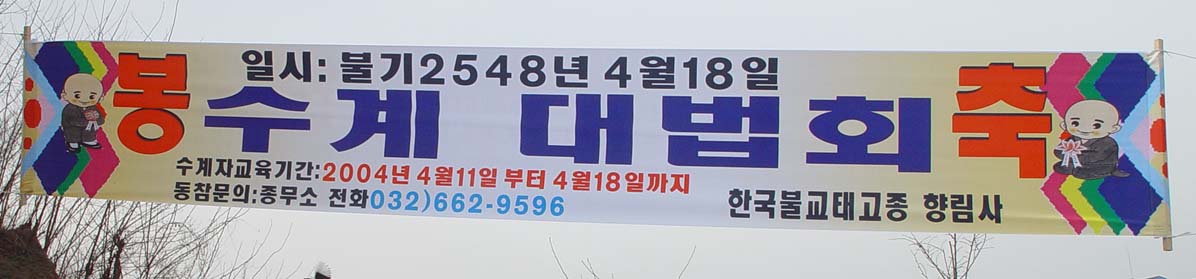 일시: 불기2548년 4월18일
봉 수계 대법회 축
수계자교육기간:2004년 4월11일 부터 4월18일까지
동참문의:종무소 전화032)662-9596
한국불교태고종 향림사